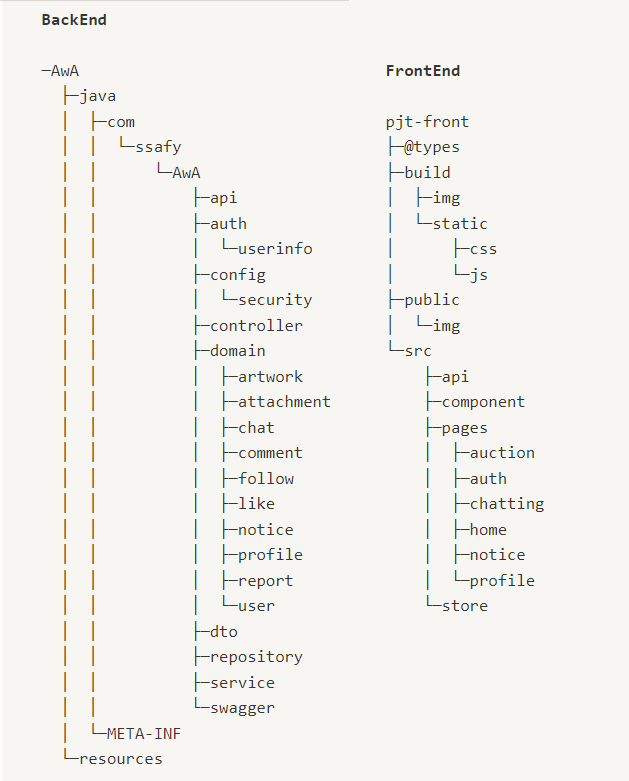 BackEnd
─AwA
  ├─java
  │  ├─com
  │  │  └─ssafy
  │  │      └─AwA
  │  │          ├─api
  │  │          ├─auth
  │  │          │  └─userinfo
  │  │          ├─config
  │  │          │  └─security
  │  │          ├─controller
  │  │          ├─domain
  │  │          │  ├─artwork
  │  │          │  ├─attachment
  │  │          │  ├─chat
  │  │          │  ├─comment
  │  │          │  ├─follow
  │  │          │  ├─like
  │  │          │  ├─notice
  │  │          │  ├─profile
  │  │          │  ├─report
  │  │          │  └─user
  │  │          ├─dto
  │  │          ├─repository
  │  │          ├─service
  │  │          └─swagger
  │  └─META-INF
  └─resources
FrontEnd
pjt-front
├─@types
├─build
│  ├─img
│  └─static
│      ├─css
│      └─js
├─public
│  └─img
└─src
    ├─api
    ├─component
    ├─pages
    │  ├─auction
    │  ├─auth
    │  ├─chatting
    │  ├─home
    │  ├─notice
    │  └─profile
    └─store